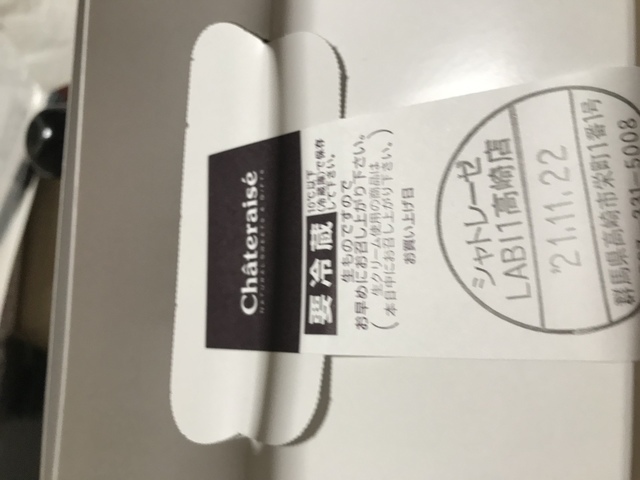 Châteraisé
要冷蔵
10℃以下
(冷蔵庫)で保存
して下さい。
生ものですので
お早めにお召し上がり下さい。
(生クリーム使用の商品は
本日中にお召し上がり下さい。)
お買い上げ日
シャトレーゼ
LABI1高崎店
'21.11.22
群馬県高崎市栄町1番1号
-5008